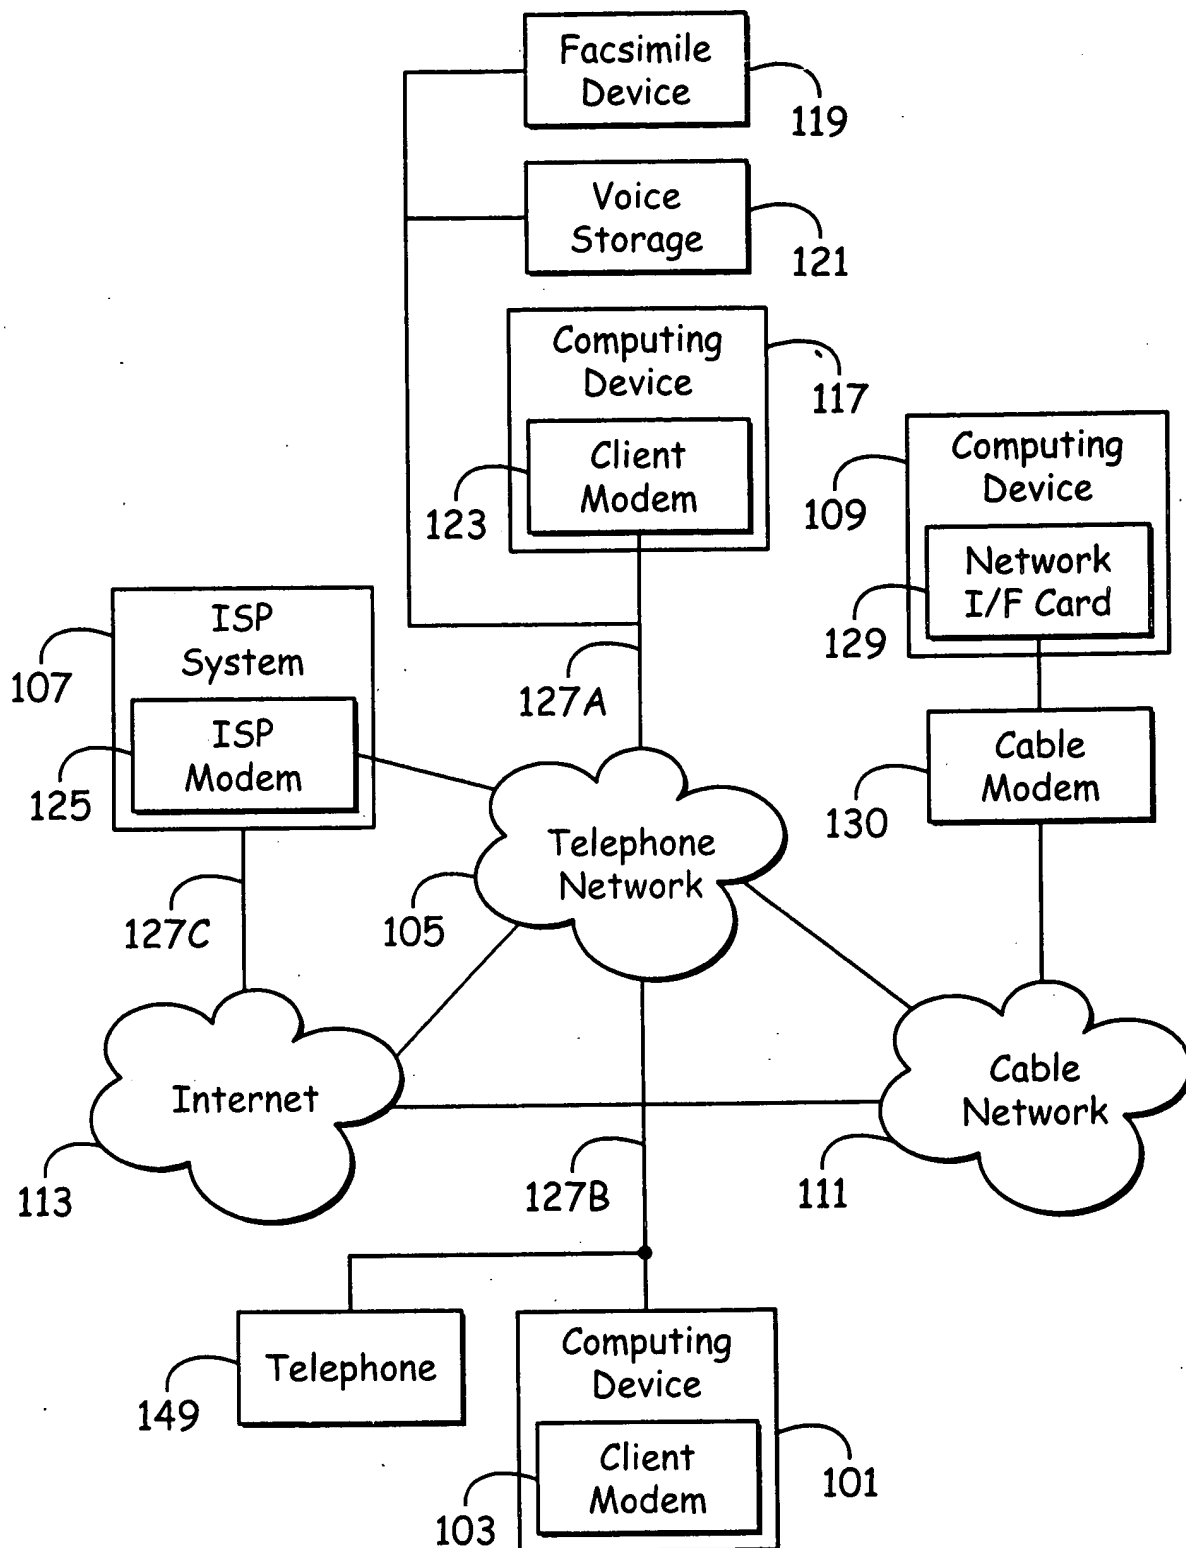 Facsimile
Device
119
Voice
Storage
121
Computing
Device
117
Client
Modem
123
Computing
Device
109
Network
I/F Card
129
ISP
System
107
127A
ISP
Modem
125
Cable
Modem
130
Telephone
Network
105
127C
Internet
113
Cable
Network
111
127B
Telephone
149
Computing
Device
101
Client
Modem
103